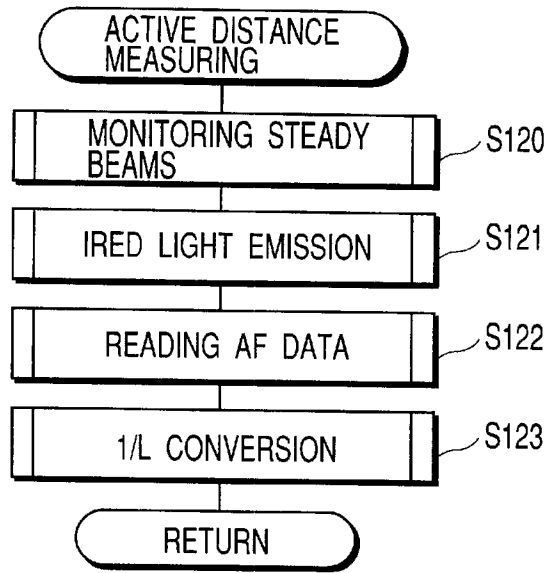 ACTIVE DISTANCE
MEASURING
MONITORING STEADY
BEAMS
S120
IRED LIGHT EMISSION
S121
READING AF DATA
S122
1/L CONVERSION
S123
RETURN